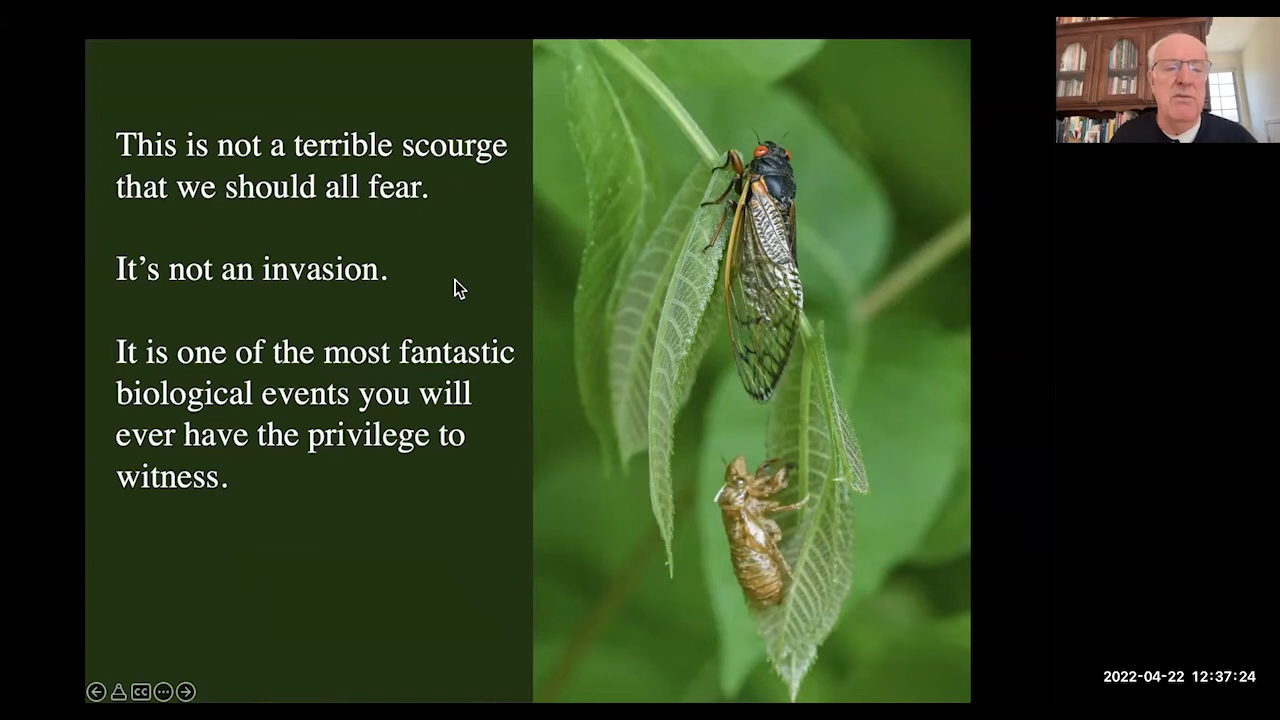 This is not a terrible scourge
that we should all fear.
It’s not an invasion.
It is one of the most fantastic
biological events you will
ever have the privilege to
witness.
CC
2022-04-22 12:37:24